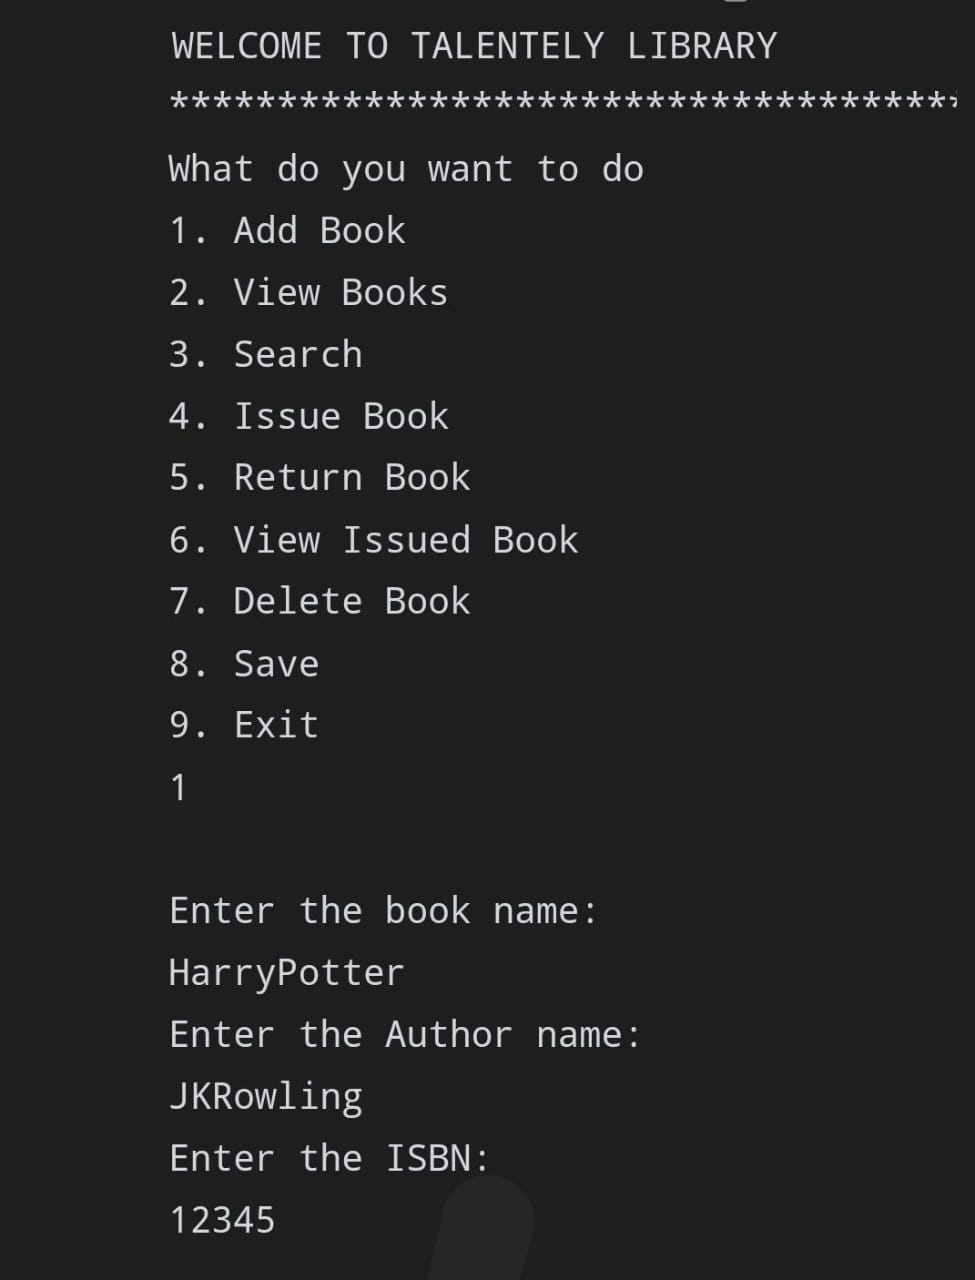 WELCOME TO TALENTELY LIBRARY
*************************************
What do you want to do
1. Add Book
2. View Books
3. Search
4. Issue Book
5. Return Book
6. View Issued Book
7. Delete Book
8. Save
9. Exit
1
Enter the book name:
HarryPotter
Enter the Author name:
JKRowling
Enter the ISBN:
12345